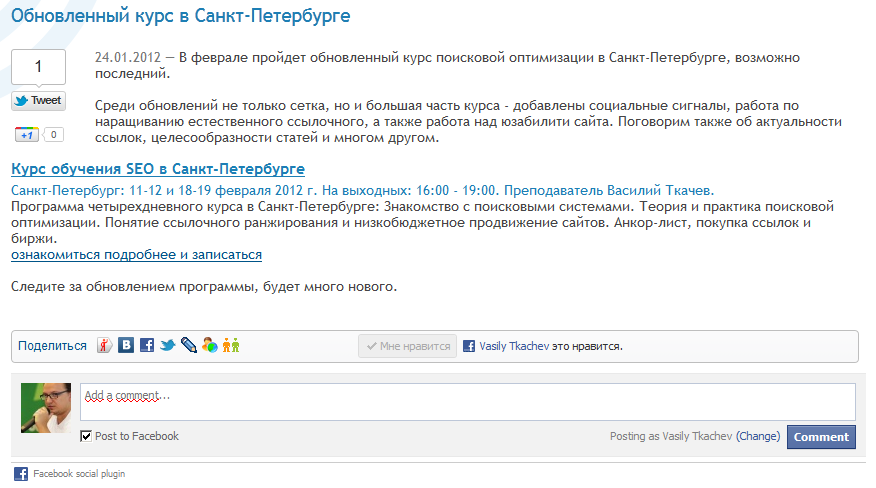 Обновленный курс в Санкт-Петербурге
1
Tweet
+1
0
24.01.2012 — В феврале пройдет обновленный курс поисковой оптимизации в Санкт-Петербурге, возможно
последний.
Среди обновлений не только сетка, но и большая часть курса - добавлены социальные сигналы, работа по
наращиванию естественного ссылочного, а также работа над юзабилити сайта. Поговорим также об актуальности
ссылок, целесообразности статей и многом другом.
Курс обучения SEO в Санкт-Петербурге
Санкт-Петербург: 11-12 и 18-19 февраля 2012 г. На выходных: 16:00 - 19:00. Преподаватель Василий Ткачев.
Программа четырехдневного курса в Санкт-Петербурге: Знакомство с поисковыми системами. Теория и практика поисковой
оптимизации. Понятие ссылочного ранжирования и низкобюджетное продвижение сайтов. Анкор-лист, покупка ссылок и
биржи.
ознакомиться подробнее и записаться
Следите за обновлением программы, будет много нового.
Поделиться Я B f Мне нравится f Vasily Tkachev это нравится.
Add a comment...
Post to Facebook Posting as Vasily Tkachev (Change) Comment
f Facebook social plugin